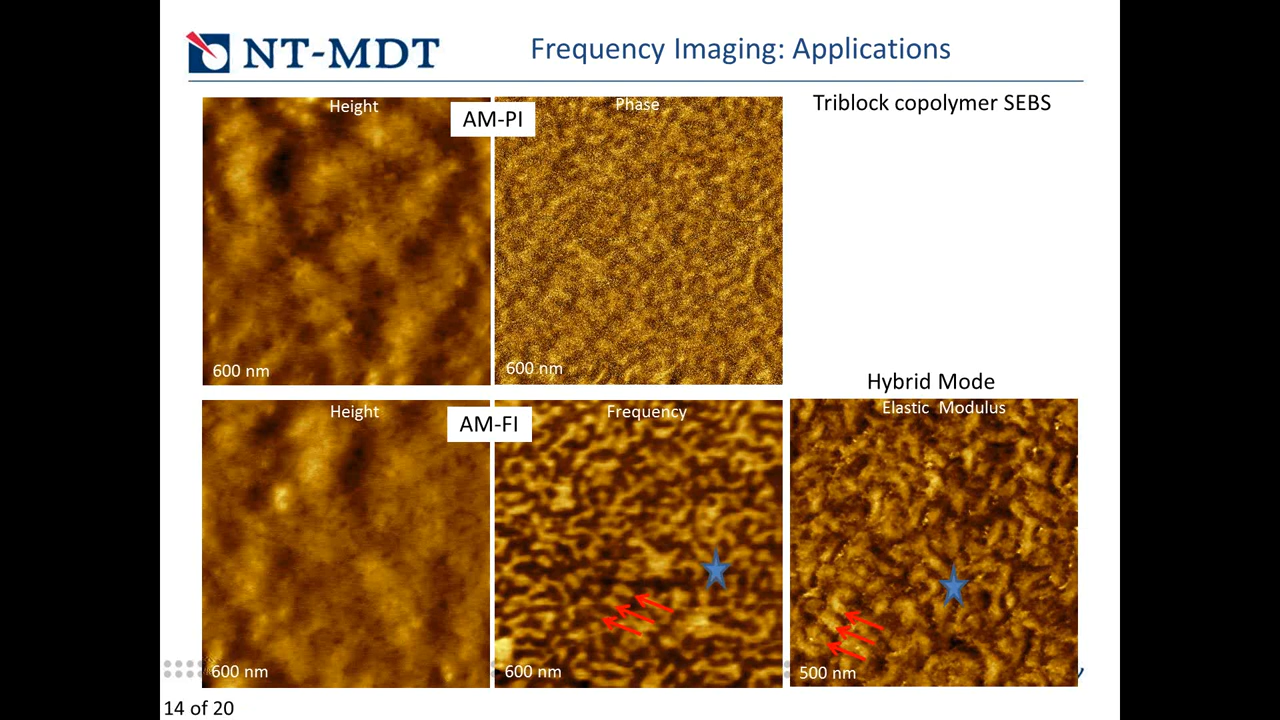 NT-MDT
Frequency Imaging: Applications
Height
AM-PI
Phase
Triblock copolymer SEBS
600 nm
600 nm
Hybrid Mode
Height
AM-FI
Frequency
Elastic Modulus
600 nm
600 nm
500 nm
14 of 20